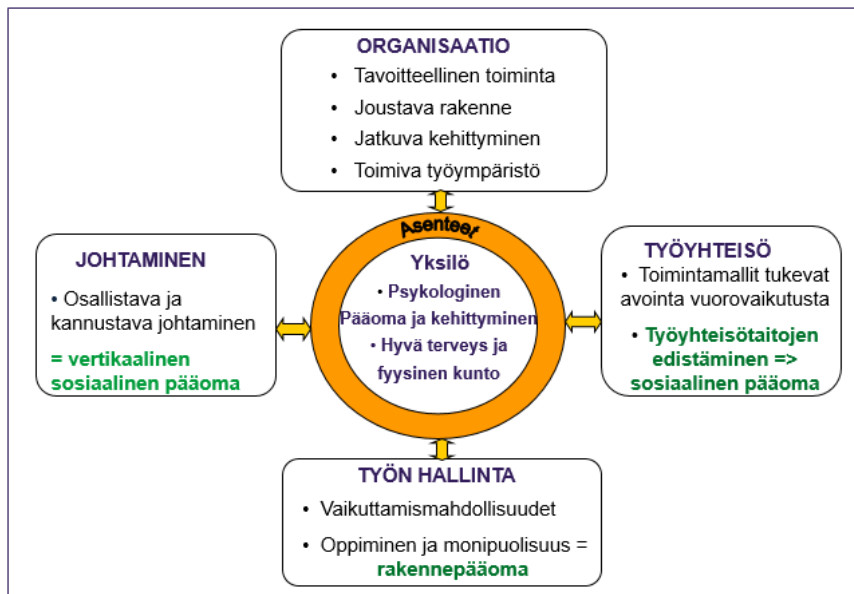 ORGANISAATIO
• Tavoitteellinen toiminta
• Joustava rakenne
• Jatkuva kehittyminen
• Toimiva työympäristö
JOHTAMINEN
• Osallistava ja
kannustava johtaminen
= vertikaalinen
sosiaalinen pääoma
Asenteet
Yksilö
• Psykologinen
Pääoma ja kehittyminen
• Hyvä terveys ja
fyysinen kunto
TYÖYHTEISÖ
• Toimintamallit tukevat
avointa vuorovaikutusta
• Työyhteisötaitojen
edistäminen =>
sosiaalinen pääoma
TYÖN HALLINTA
• Vaikuttamismahdollisuudet
• Oppiminen ja monipuolisuus =
rakennepääoma